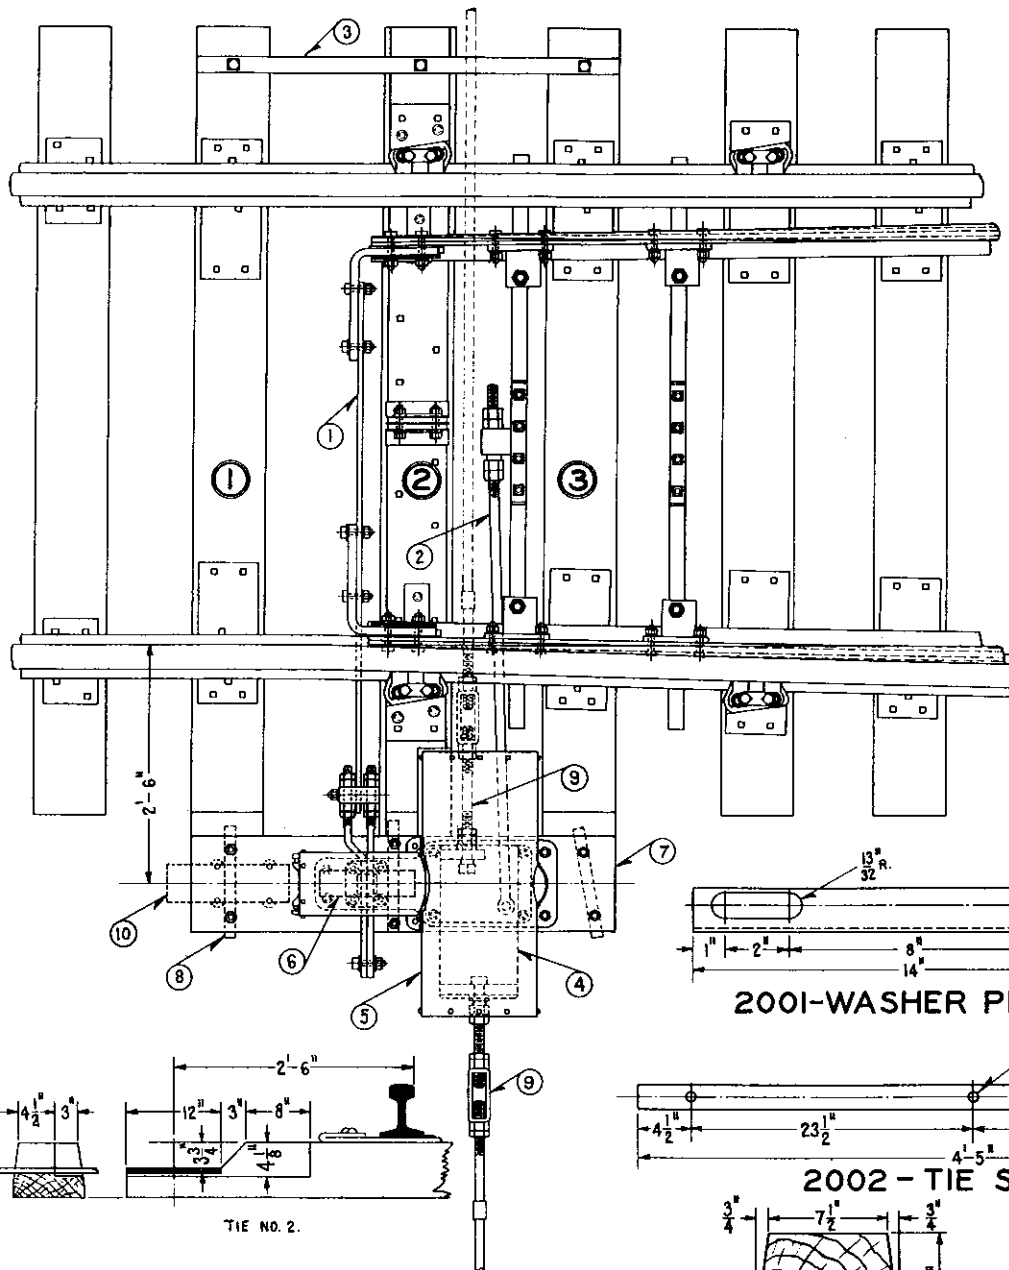 3
1
1
2
3
2
2'-6"
9
7
10
8
6
5
4
13"/32 R.
1" 2" 8"
14"
2001-WASHER
2'-6"
9
4 1/2" 3"
12" 3" 8"
3 3/4" 4 1/8"
TIE NO. 2.
4 1/2" 23 1/2"
4'-5"
2002-TIE
3/4" 7 1/2" 3/4"